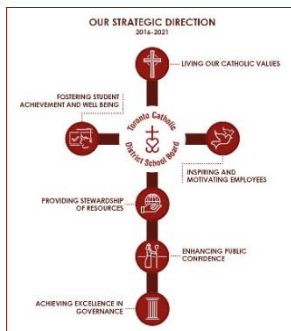 OUR STRATEGIC DIRECTION
2016-2021
LIVING OUR CATHOLIC VALUES
FOSTERING STUDENT
ACHIEVEMENT AND WELL BEING
Toronto Catholic
District School Board
INSPIRING AND
MOTIVATING EMPLOYEES
PROVIDING STEWARDSHIP
OF RESOURCES
ENHANCING PUBLIC
CONFIDENCE
ACHIEVING EXCELLENCE IN
GOVERNANCE